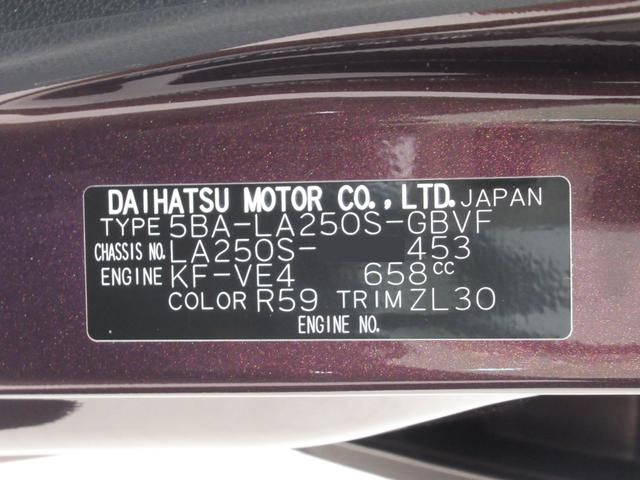 DAIHATSU MOTOR CO., LTD. JAPAN
TYPE 5BA-LA250S-GBVF
CHASSIS NO. LA250S- 453
ENGINE KF-VE4 658cc
COLOR R59 TRIM ZL30
ENGINE NO.